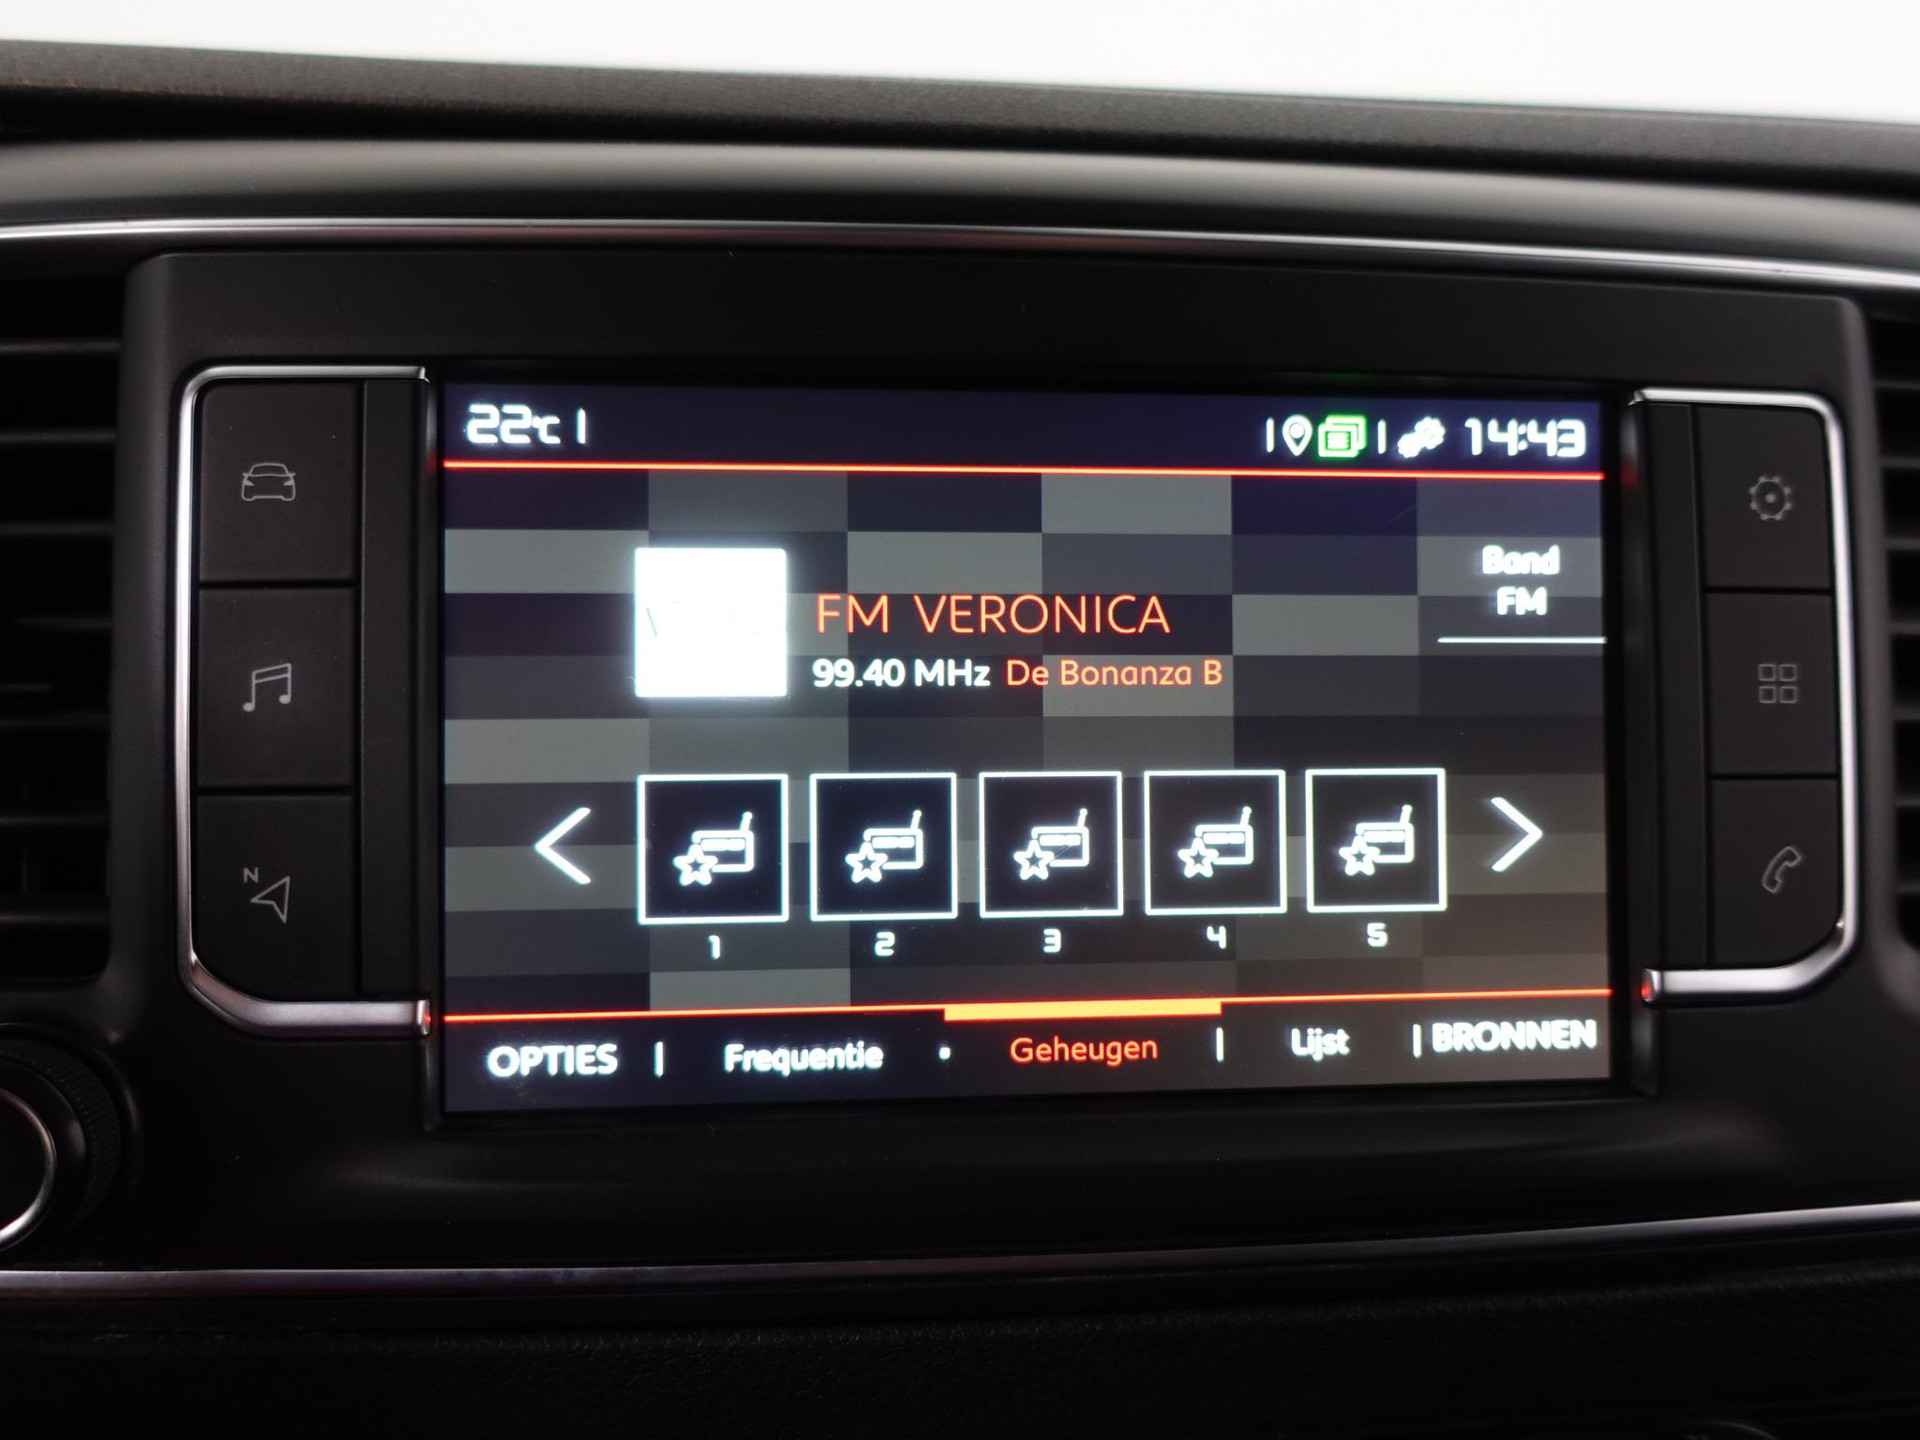 22°C
14:43
Band
FM
FM VERONICA
99.40 MHz De Bonanza B
1 2 3 4 5
N
OPTIES | Frequentie Geheugen | Lijst | BRONNEN